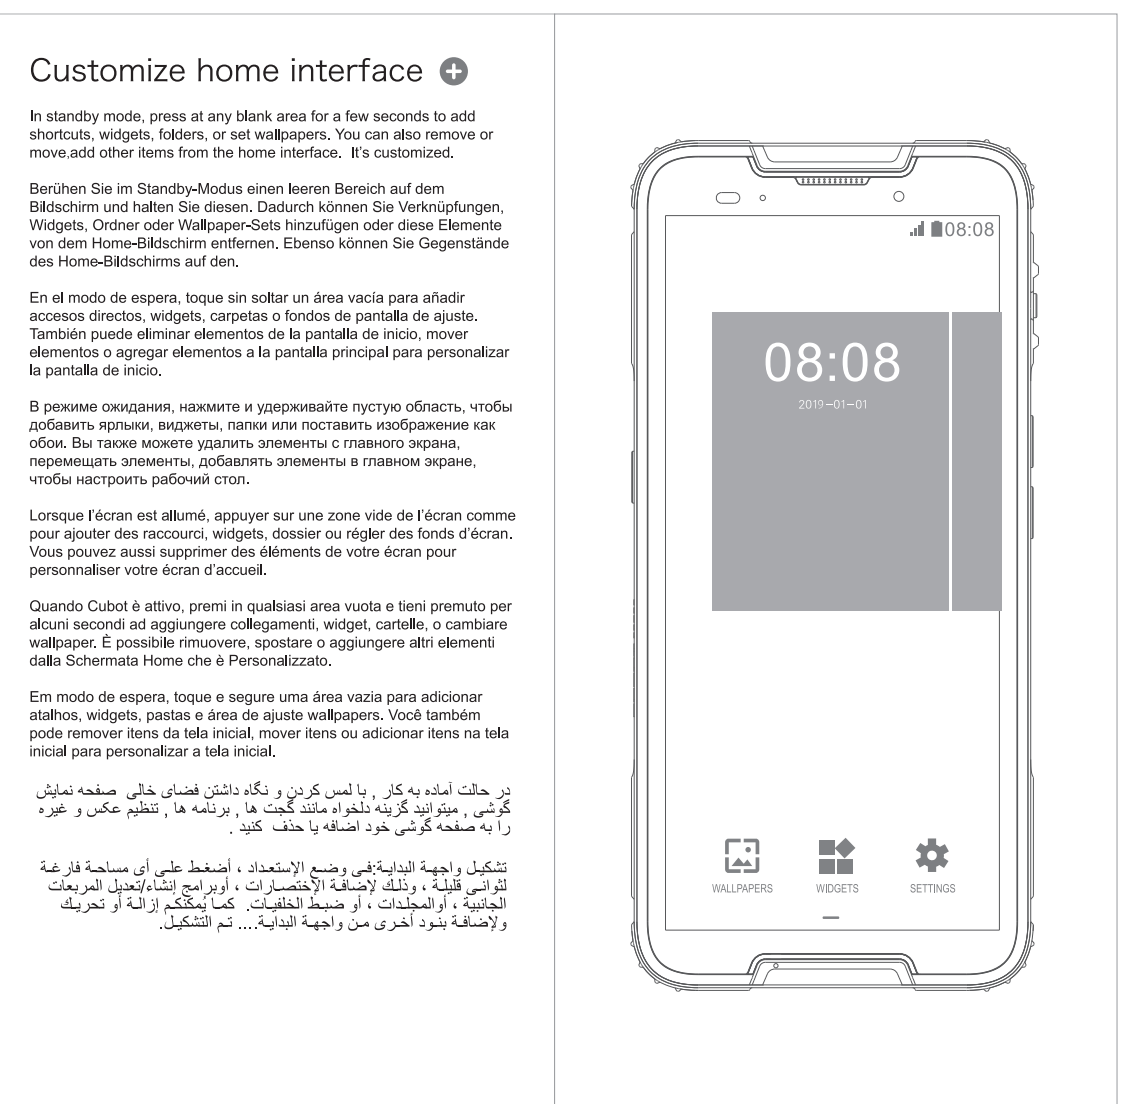 Customize home interface
In standby mode, press at any blank area for a few seconds to add
shortcuts, widgets, folders, or set wallpapers. You can also remove or
move,add other items from the home interface. It's customized.
Berühen Sie im Standby-Modus einen leeren Bereich auf dem
Bildschirm und halten Sie diesen. Dadurch können Sie Verknüpfungen,
Widgets, Ordner oder Wallpaper-Sets hinzufügen oder diese Elemente
von dem Home-Bildschirm entfernen. Ebenso können Sie Gegenstände
des Home-Bildschirms auf den.
En el modo de espera, toque sin soltar un área vacía para añadir
accesos directos, widgets, carpetas o fondos de pantalla de ajuste.
También puede eliminar elementos de la pantalla de inicio, mover
elementos o agregar elementos a la pantalla principal para personalizar
la pantalla de inicio.
В режиме ожидания, нажмите и удерживайте пустую область, чтобы
добавить ярлыки, виджеты, папки или поставить изображение как
обои. Вы также можете удалить элементы с главного экрана,
перемещать элементы, добавлять элементы в главном экране,
чтобы настроить рабочий стол.
Lorsque l'écran est allumé, appuyer sur une zone vide de l'écran comme
pour ajouter des raccourci, widgets, dossier ou régler des fonds d'écran.
Vous pouvez aussi supprimer des éléments de votre écran pour
personnaliser votre écran d'accueil.
Quando Cubot è attivo, premi in qualsiasi area vuota e tieni premuto per
alcuni secondi ad aggiungere collegamenti, widget, cartelle, o cambiare
wallpaper. È possibile rimuovere, spostare o aggiungere altri elementi
dalla Schermata Home che è Personalizzato.
Em modo de espera, toque e segure uma área vazia para adicionar
atalhos, widgets, pastas e área de ajuste wallpapers. Você também
pode remover itens da tela inicial, mover itens ou adicionar itens na tela
inicial para personalizar a tela inicial.
در حالت آماده به کار , با لمس کردن و نگاه داشتن فضای خالی صفحه نمایش
گوشی , میتوانید گزینه دلخواه مانند گجت ها , برنامه ها , تنظیم عکس و غیره
را به صفحه گوشی خود اضافه یا حذف کنید .
تشكيل واجهة البداية:فى وضع الإستعداد ، أضغط على أى مساحة فارغة
لثوانى قليلة ، وذلك لإضافة الإختصارات ، أوبرامج إنشاء/تعديل المربعات
الجانبية ، أوالمجلدات ، أو ضبط الخلفيات. كما يُمكنكم إزالة أو تحريك
ولإضافة بنود أخرى من واجهة البداية.... تم التشكيل.
08:08
08:08
2019-01-01
WALLPAPERS WIDGETS SETTINGS